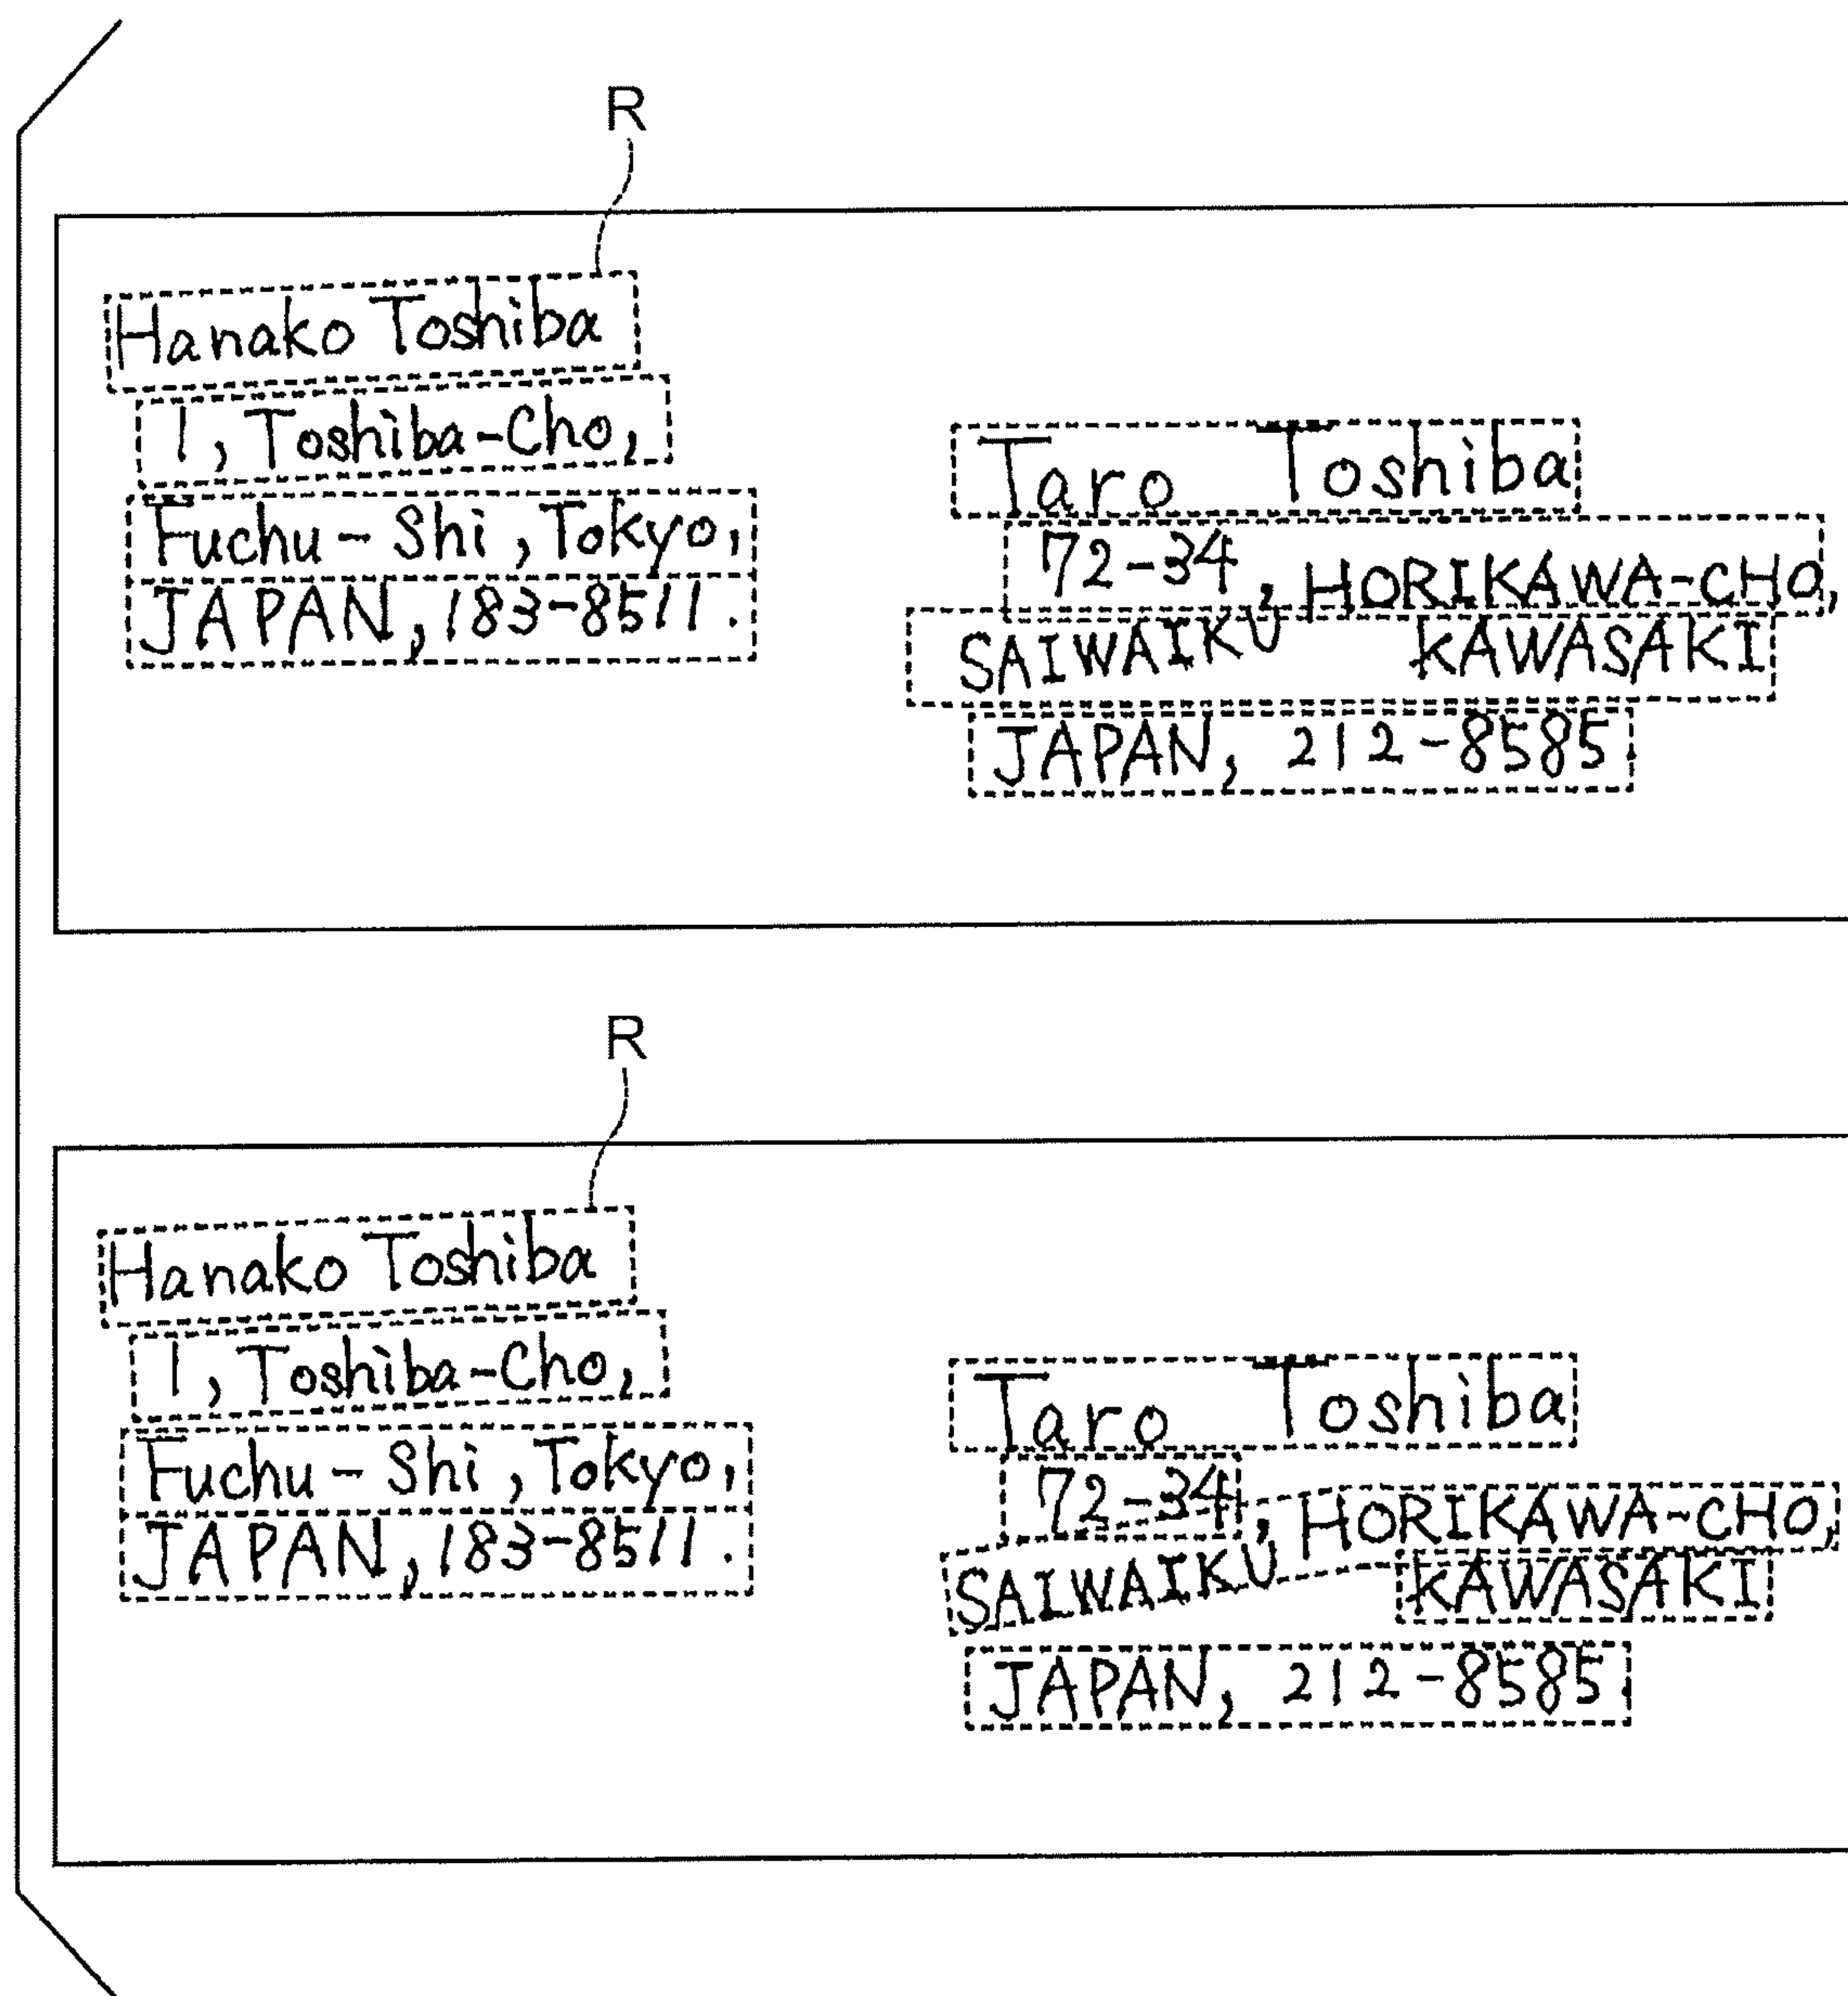 R
Hanako Toshiba
1, Toshiba-Cho,
Fuchu-Shi, Tokyo,
JAPAN, 183-8511.
Taro Toshiba
72-34, HORIKAWA-CHO,
SAIWAIKU KAWASAKI
JAPAN, 212-8585.
R
Hanako Toshiba
1, Toshiba-Cho,
Fuchu-Shi, Tokyo,
JAPAN, 183-8511.
Taro Toshiba
72-34, HORIKAWA-CHO,
SAIWAIKU KAWASAKI
JAPAN, 212-8585.